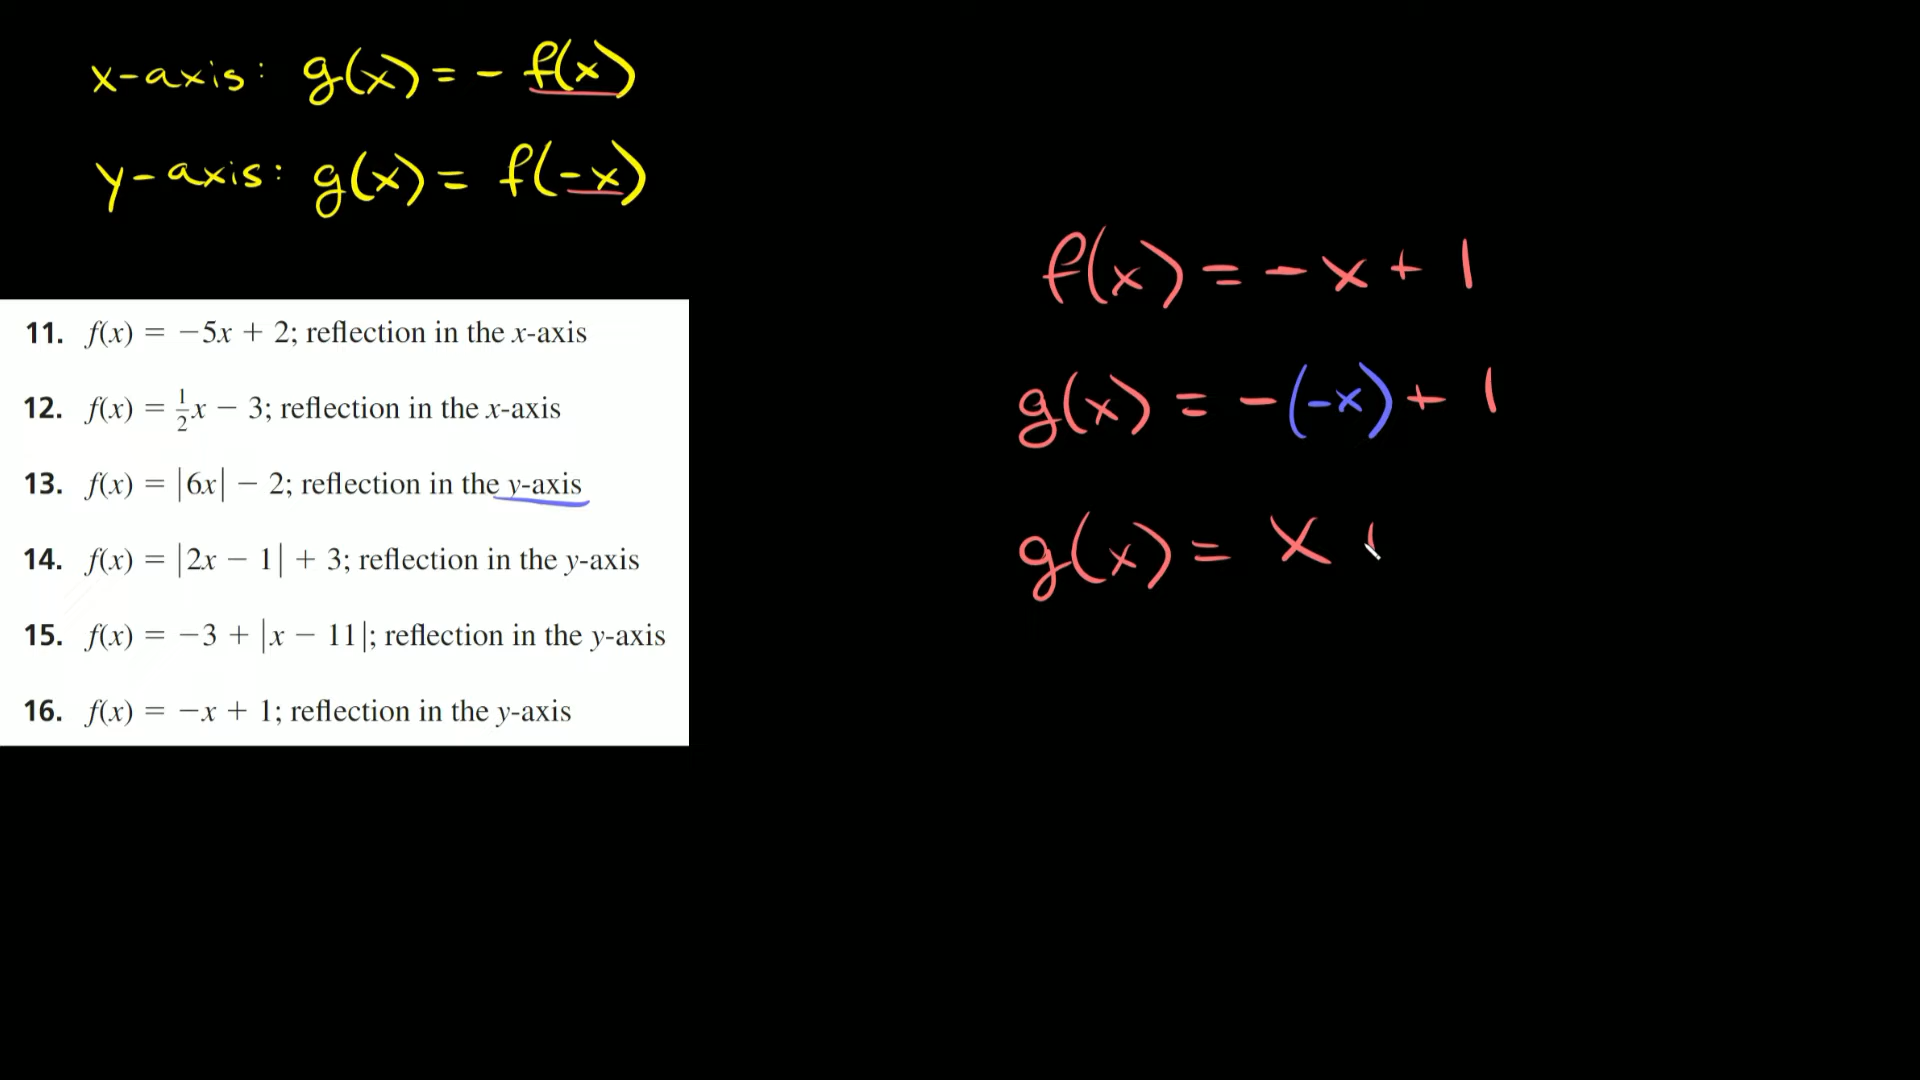 x-axis: g(x) = - f(x)
y-axis: g(x) = f(-x)
11. f(x) = −5x + 2; reflection in the x-axis
12. f(x) = 1/2 x − 3; reflection in the x-axis
13. f(x) = |6x| − 2; reflection in the y-axis
14. f(x) = |2x − 1| + 3; reflection in the y-axis
15. f(x) = −3 + |x − 11|; reflection in the y-axis
16. f(x) = −x + 1; reflection in the y-axis
f(x) = -x + 1
g(x) = -(-x) + 1
g(x) = x